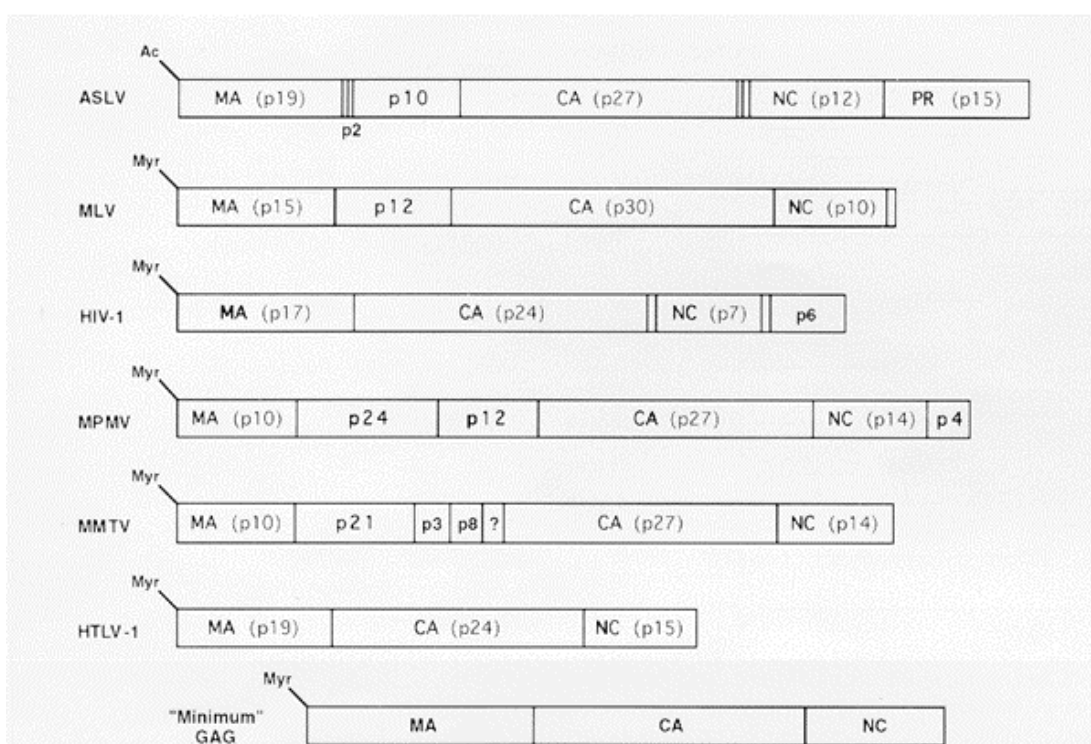 Ac
ASLV MA (p19) p10 CA (p27) NC (p12) PR (p15)
p2
Myr
MLV MA (p15) p12 CA (p30) NC (p10)
Myr
HIV-1 MA (p17) CA (p24) NC (p7) p6
Myr
MPMV MA (p10) p24 p12 CA (p27) NC (p14) p4
Myr
MMTV MA (p10) p21 p3 p8 ? CA (p27) NC (p14)
Myr
HTLV-1 MA (p19) CA (p24) NC (p15)
Myr
"Minimum" GAG MA CA NC